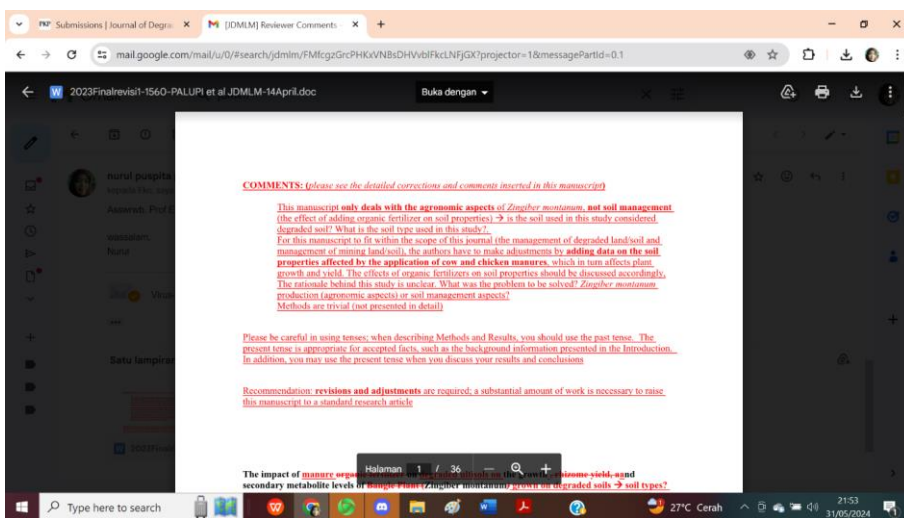 Submissions | Journal of Degra
[JDMLM] Reviewer Comments -
mail.google.com/mail/u/0/#search/jdmlm/FMfcgzGrcPHKxVNBsDHVvbIFkcLNFjGX?projector=1&messagePartId=0.1
2023Finalrevisi1-1560-PALUPI et al JDMLM-14April.doc
Buka dengan
nurul puspita
COMMENTS: (please see the detailed corrections and comments inserted in this manuscript)
This manuscript only deals with the agronomic aspects of Zingiber montanum, not soil management
(the effect of adding organic fertilizer on soil properties) → is the soil used in this study considered
degraded soil? What is the soil type used in this study?.
For this manuscript to fit within the scope of this journal (the management of degraded land/soil and
management of mining land/soil), the authors have to make adjustments by adding data on the soil
properties affected by the application of cow and chicken manures, which in turn affects plant
growth and yield. The effects of organic fertilizers on soil properties should be discussed accordingly.
The rationale behind this study is unclear. What was the problem to be solved? Zingiber montanum
production (agronomic aspects) or soil management aspects?
Methods are trivial (not presented in detail)
wassalam,
Nurul
Satu lampiran
Please be careful in using tenses; when describing Methods and Results, you should use the past tense. The
present tense is appropriate for accepted facts, such as the background information presented in the Introduction.
In addition, you may use the present tense when you discuss your results and conclusions
Recommendation: revisions and adjustments are required; a substantial amount of work is necessary to raise
this manuscript to a standard research article
Halaman 1 / 36
The impact of manure organic
rhizome yield, and
secondary metabolite levels of Bangle Plant (Zingiber montanum) grown on degraded soils → soil types?
Type here to search
27°C Cerah
21:53
31/05/2024